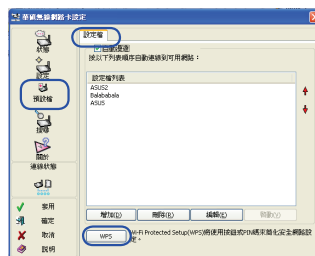 華碩無線網路卡設定
狀態
設定
預設檔
搜尋
關於
連線狀態
套用
確定
取消
說明
設定檔
自動連線
按以下列表順序自動連線到可用網路：
設定檔列表
ASUS2
Balababala
ASUS
增加(D)
刪除(R)
編輯(E)
WPS
Wi-Fi Protected Setup(WPS)將使用按鈕或PIN碼來簡化安全網路設
定。